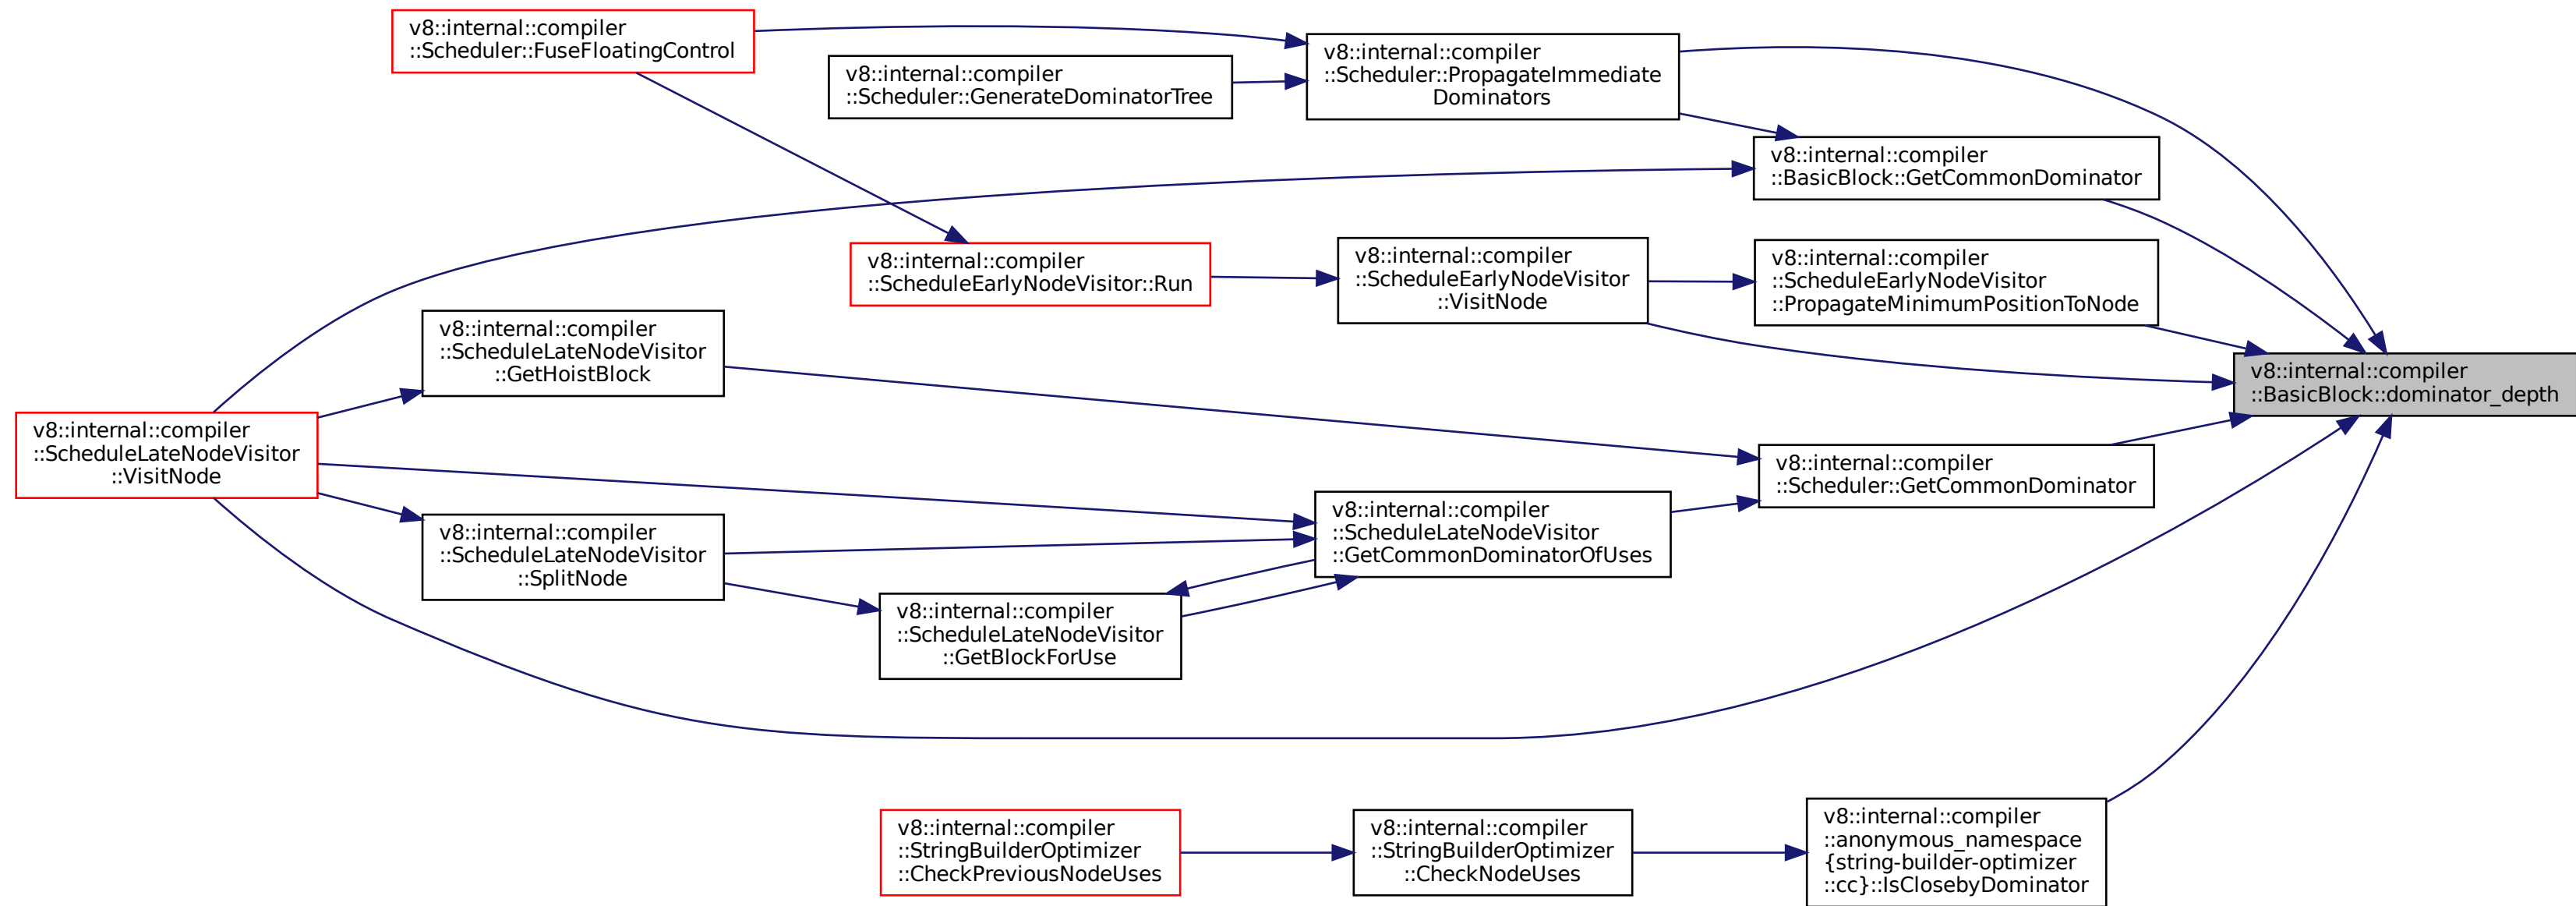 v8::internal::compiler
::Scheduler::FuseFloatingControl
v8::internal::compiler
::Scheduler::PropagateImmediate
Dominators
v8::internal::compiler
::Scheduler::GenerateDominatorTree
v8::internal::compiler
::BasicBlock::GetCommonDominator
v8::internal::compiler
::ScheduleEarlyNodeVisitor::Run
v8::internal::compiler
::ScheduleEarlyNodeVisitor
::VisitNode
v8::internal::compiler
::ScheduleEarlyNodeVisitor
::PropagateMinimumPositionToNode
v8::internal::compiler
::ScheduleLateNodeVisitor
::GetHoistBlock
v8::internal::compiler
::BasicBlock::dominator_depth
v8::internal::compiler
::ScheduleLateNodeVisitor
::VisitNode
v8::internal::compiler
::Scheduler::GetCommonDominator
v8::internal::compiler
::ScheduleLateNodeVisitor
::GetCommonDominatorOfUses
v8::internal::compiler
::ScheduleLateNodeVisitor
::SplitNode
v8::internal::compiler
::ScheduleLateNodeVisitor
::GetBlockForUse
v8::internal::compiler
::StringBuilderOptimizer
::CheckPreviousNodeUses
v8::internal::compiler
::StringBuilderOptimizer
::CheckNodeUses
v8::internal::compiler
::anonymous_namespace
{string-builder-optimizer
::cc}::IsClosebyDominator